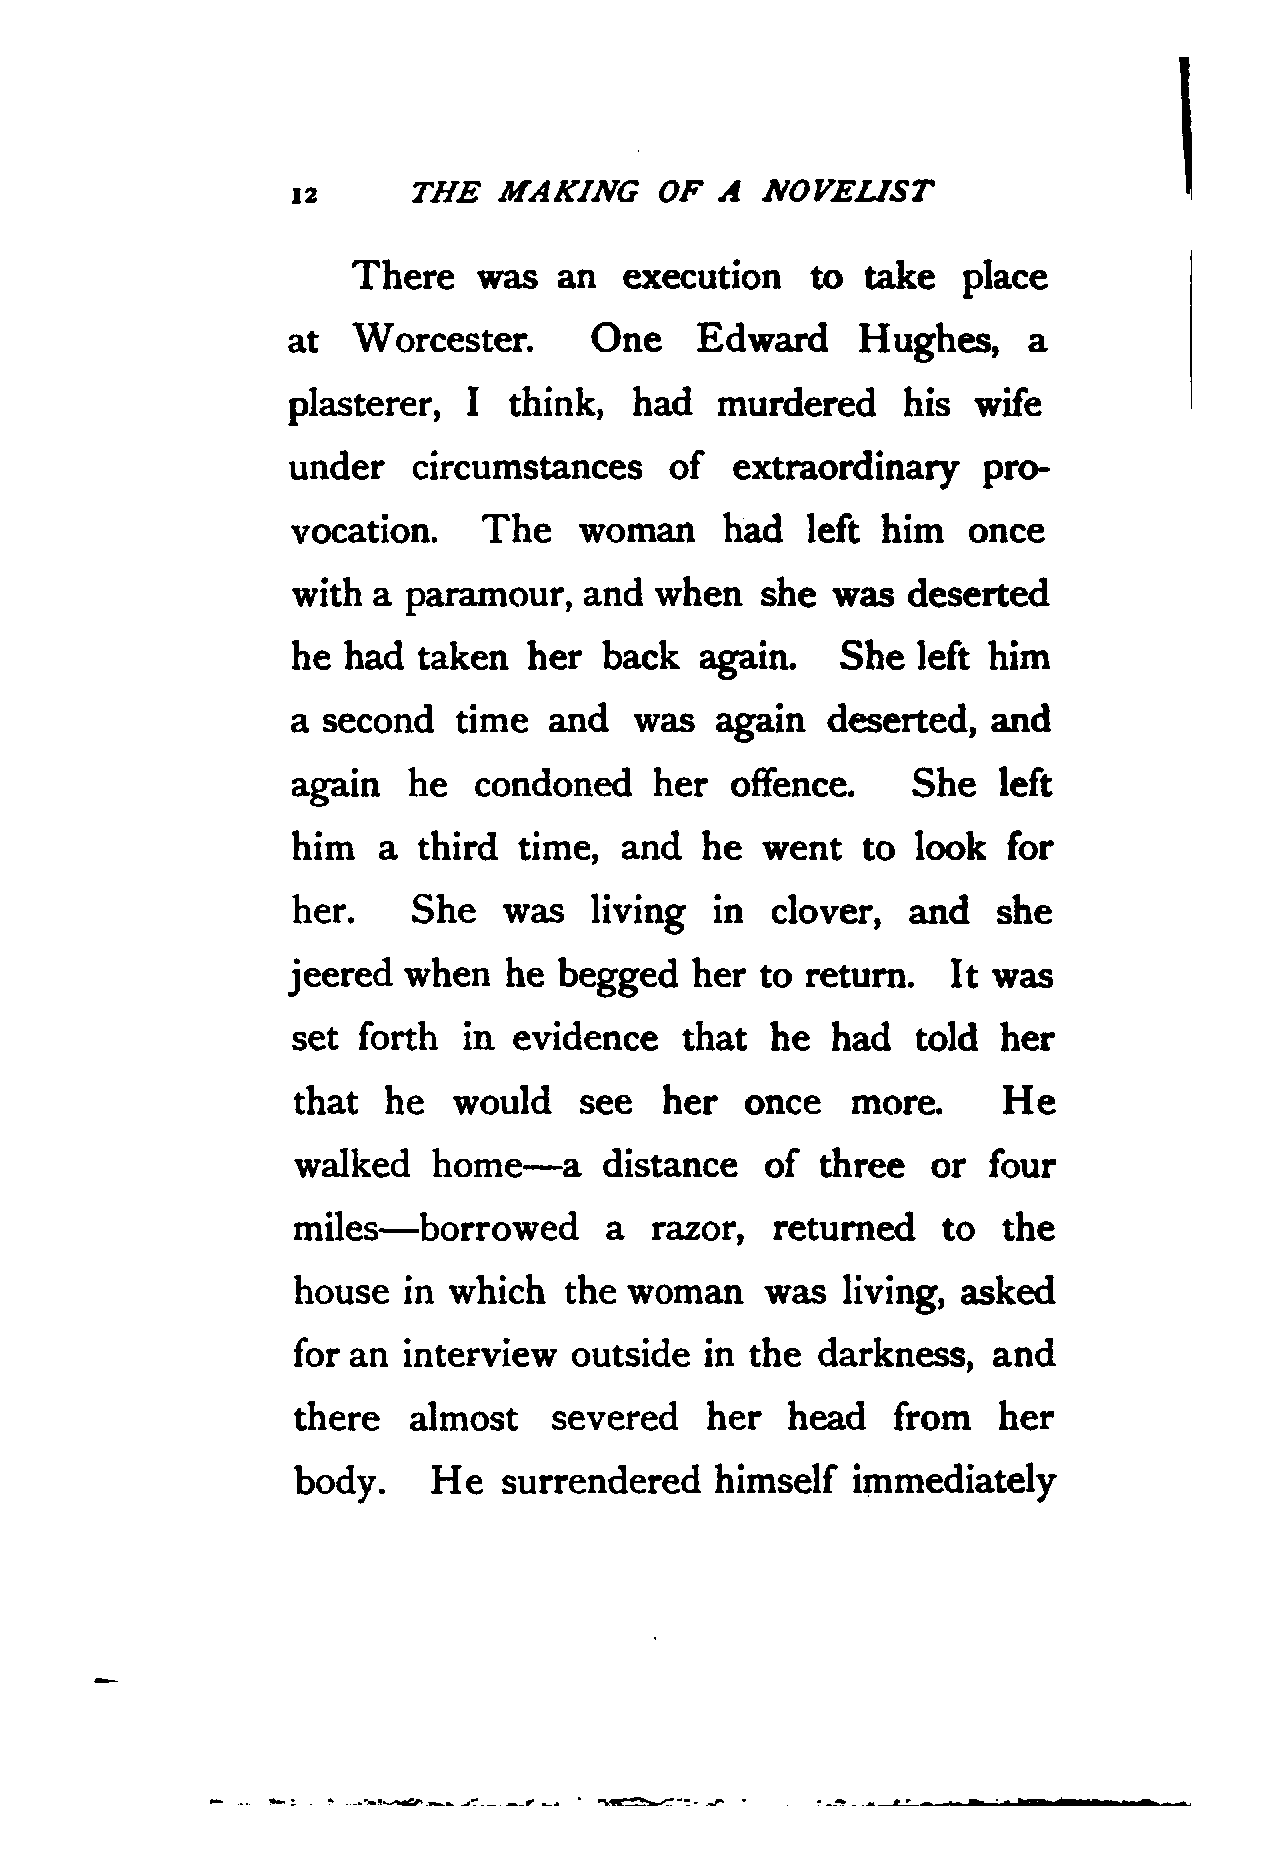 12 THE MAKING OF A NOVELIST
There was an execution to take place
at Worcester. One Edward Hughes, a
plasterer, I think, had murdered his wife
under circumstances of extraordinary pro-
vocation. The woman had left him once
with a paramour, and when she was deserted
he had taken her back again. She left him
a second time and was again deserted, and
again he condoned her offence. She left
him a third time, and he went to look for
her. She was living in clover, and she
jeered when he begged her to return. It was
set forth in evidence that he had told her
that he would see her once more. He
walked home—a distance of three or four
miles—borrowed a razor, returned to the
house in which the woman was living, asked
for an interview outside in the darkness, and
there almost severed her head from her
body. He surrendered himself immediately